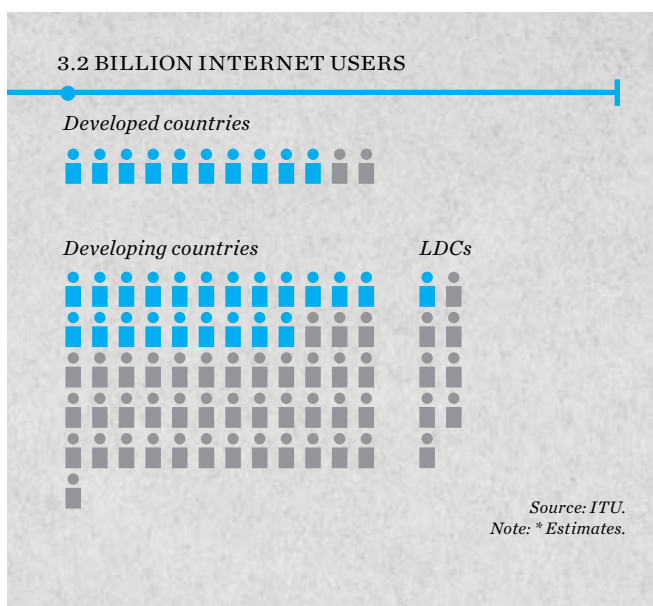 3.2 BILLION INTERNET USERS
Developed countries
Developing countries
LDCs
Source: ITU.
Note: * Estimates.